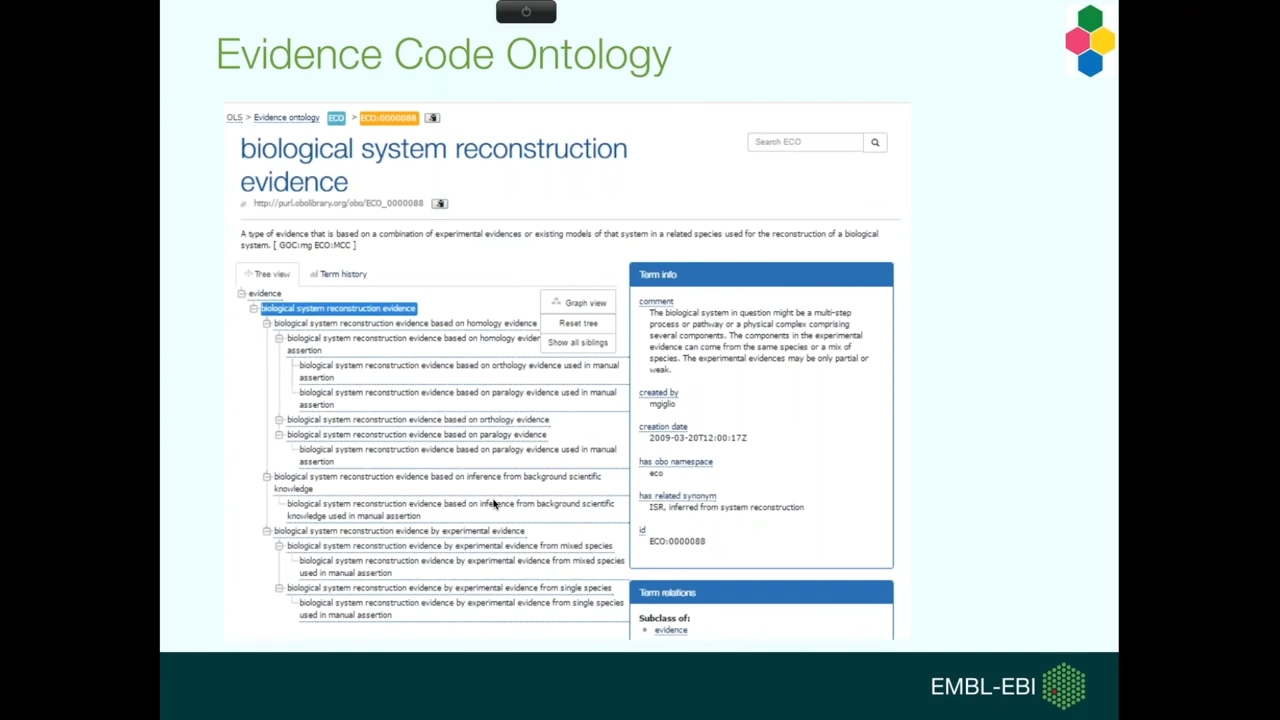 Evidence Code Ontology
OLS > Evidence ontology ECO > ECO:0000088
biological system reconstruction
evidence
Search ECO
http://purl.obolibrary.org/obo/ECO_0000088
A type of evidence that is based on a combination of experimental evidences or existing models of that system in a related species used for the reconstruction of a biological
system. [ GOC:mg ECO:MCC ]
Tree view
Term history
evidence
biological system reconstruction evidence
biological system reconstruction evidence based on homology evidence
biological system reconstruction evidence based on homology eviden
assertion
biological system reconstruction evidence based on orthology evidence used in manual
assertion
biological system reconstruction evidence based on paralogy evidence used in manual
assertion
biological system reconstruction evidence based on orthology evidence
biological system reconstruction evidence based on paralogy evidence
biological system reconstruction evidence based on paralogy evidence used in manual
assertion
biological system reconstruction evidence based on inference from background scientific
knowledge
biological system reconstruction evidence based on inference from background scientific
knowledge used in manual assertion
biological system reconstruction evidence by experimental evidence
biological system reconstruction evidence by experimental evidence from mixed species
biological system reconstruction evidence by experimental evidence from mixed species
used in manual assertion
biological system reconstruction evidence by experimental evidence from single species
biological system reconstruction evidence by experimental evidence from single species
used in manual assertion
Graph view
Reset tree
Show all siblings
Term info
comment
The biological system in question might be a multi-step
process or pathway or a physical complex comprising
several components. The components in the experimental
evidence can come from the same species or a mix of
species. The experimental evidences may be only partial or
weak.
created by
mgiglio
creation date
2009-03-20T12:00:17Z
has obo namespace
eco
has related synonym
ISR, inferred from system reconstruction
id
ECO:0000088
Term relations
Subclass of:
evidence
EMBL-EBI